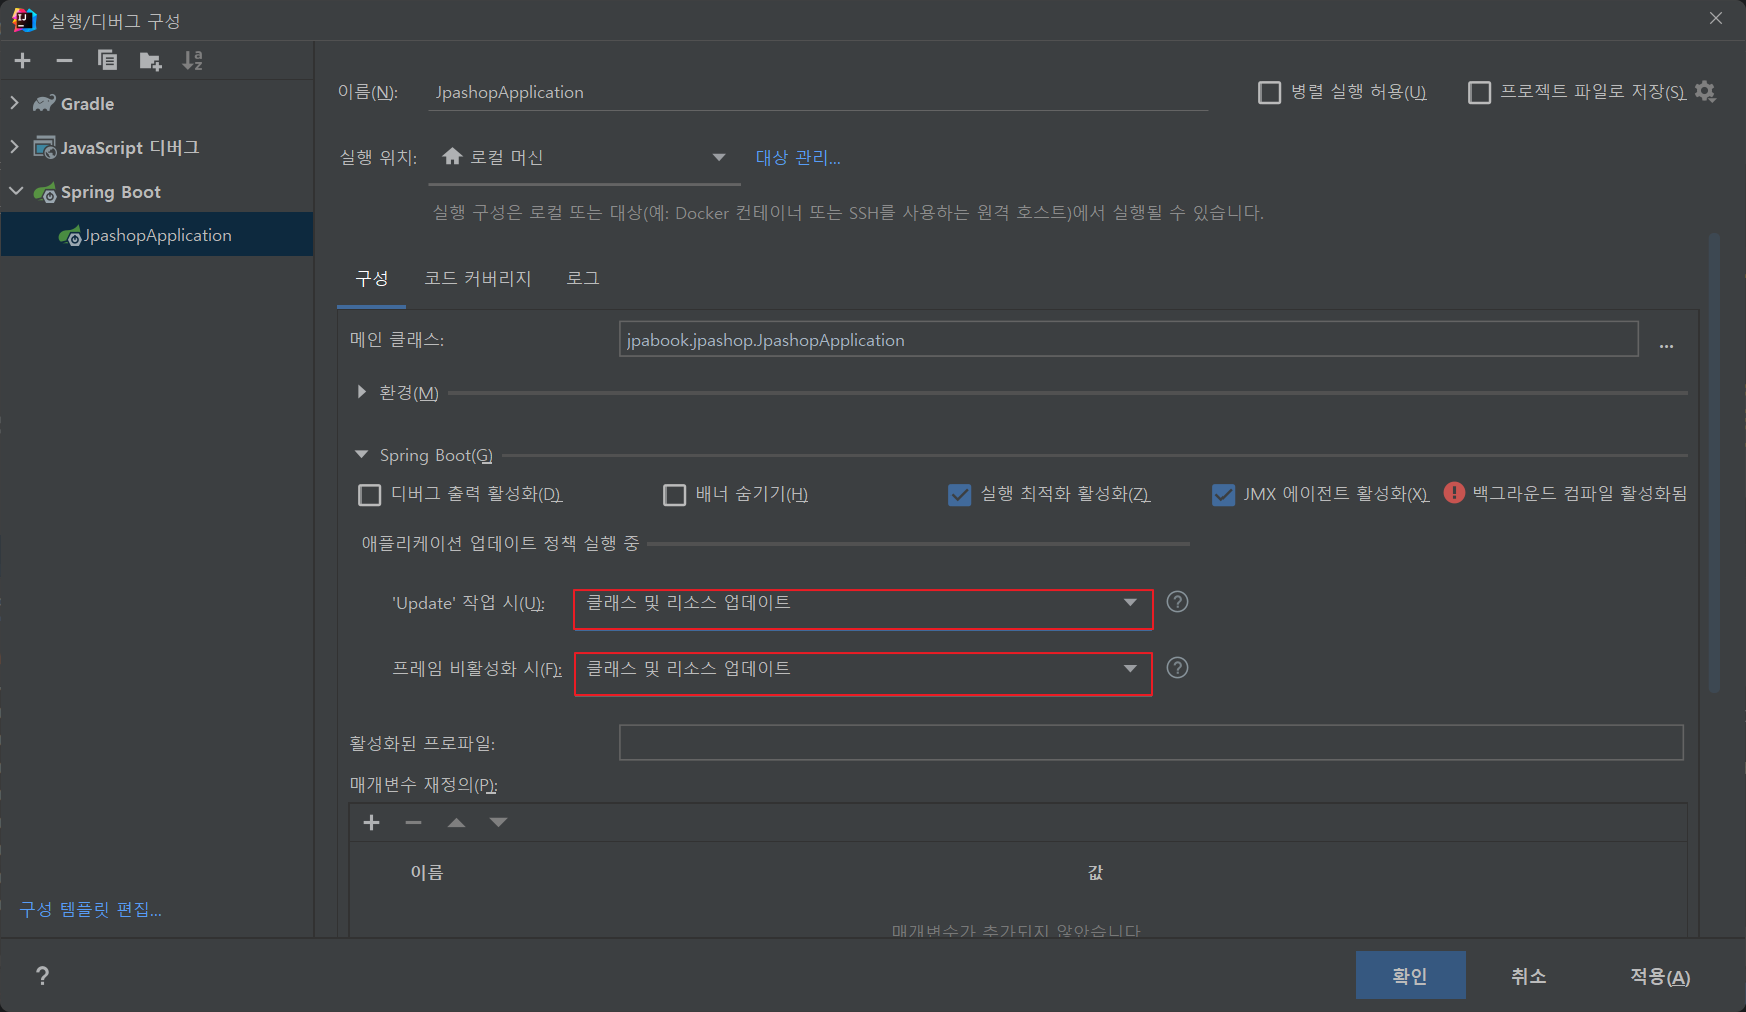 실행/디버그 구성
Gradle
JavaScript 디버그
Spring Boot
JpashopApplication
구성 템플릿 편집...
이름(N):
JpashopApplication
병렬 실행 허용(U)
프로젝트 파일로 저장(S)
실행 위치:
로컬 머신
대상 관리...
실행 구성은 로컬 또는 대상(예: Docker 컨테이너 또는 SSH를 사용하는 원격 호스트)에서 실행될 수 있습니다.
구성
코드 커버리지
로그
메인 클래스:
jpabook.jpashop.JpashopApplication
...
환경(M)
Spring Boot(G)
디버그 출력 활성화(D)
배너 숨기기(H)
실행 최적화 활성화(Z)
JMX 에이전트 활성화(X)
백그라운드 컴파일 활성화됨
애플리케이션 업데이트 정책 실행 중
'Update' 작업 시(U):
클래스 및 리소스 업데이트
프레임 비활성화 시(F):
클래스 및 리소스 업데이트
활성화된 프로파일:
매개변수 재정의(P):
이름
값
매개변수가 추가되지 않았습니다
확인
취소
적용(A)